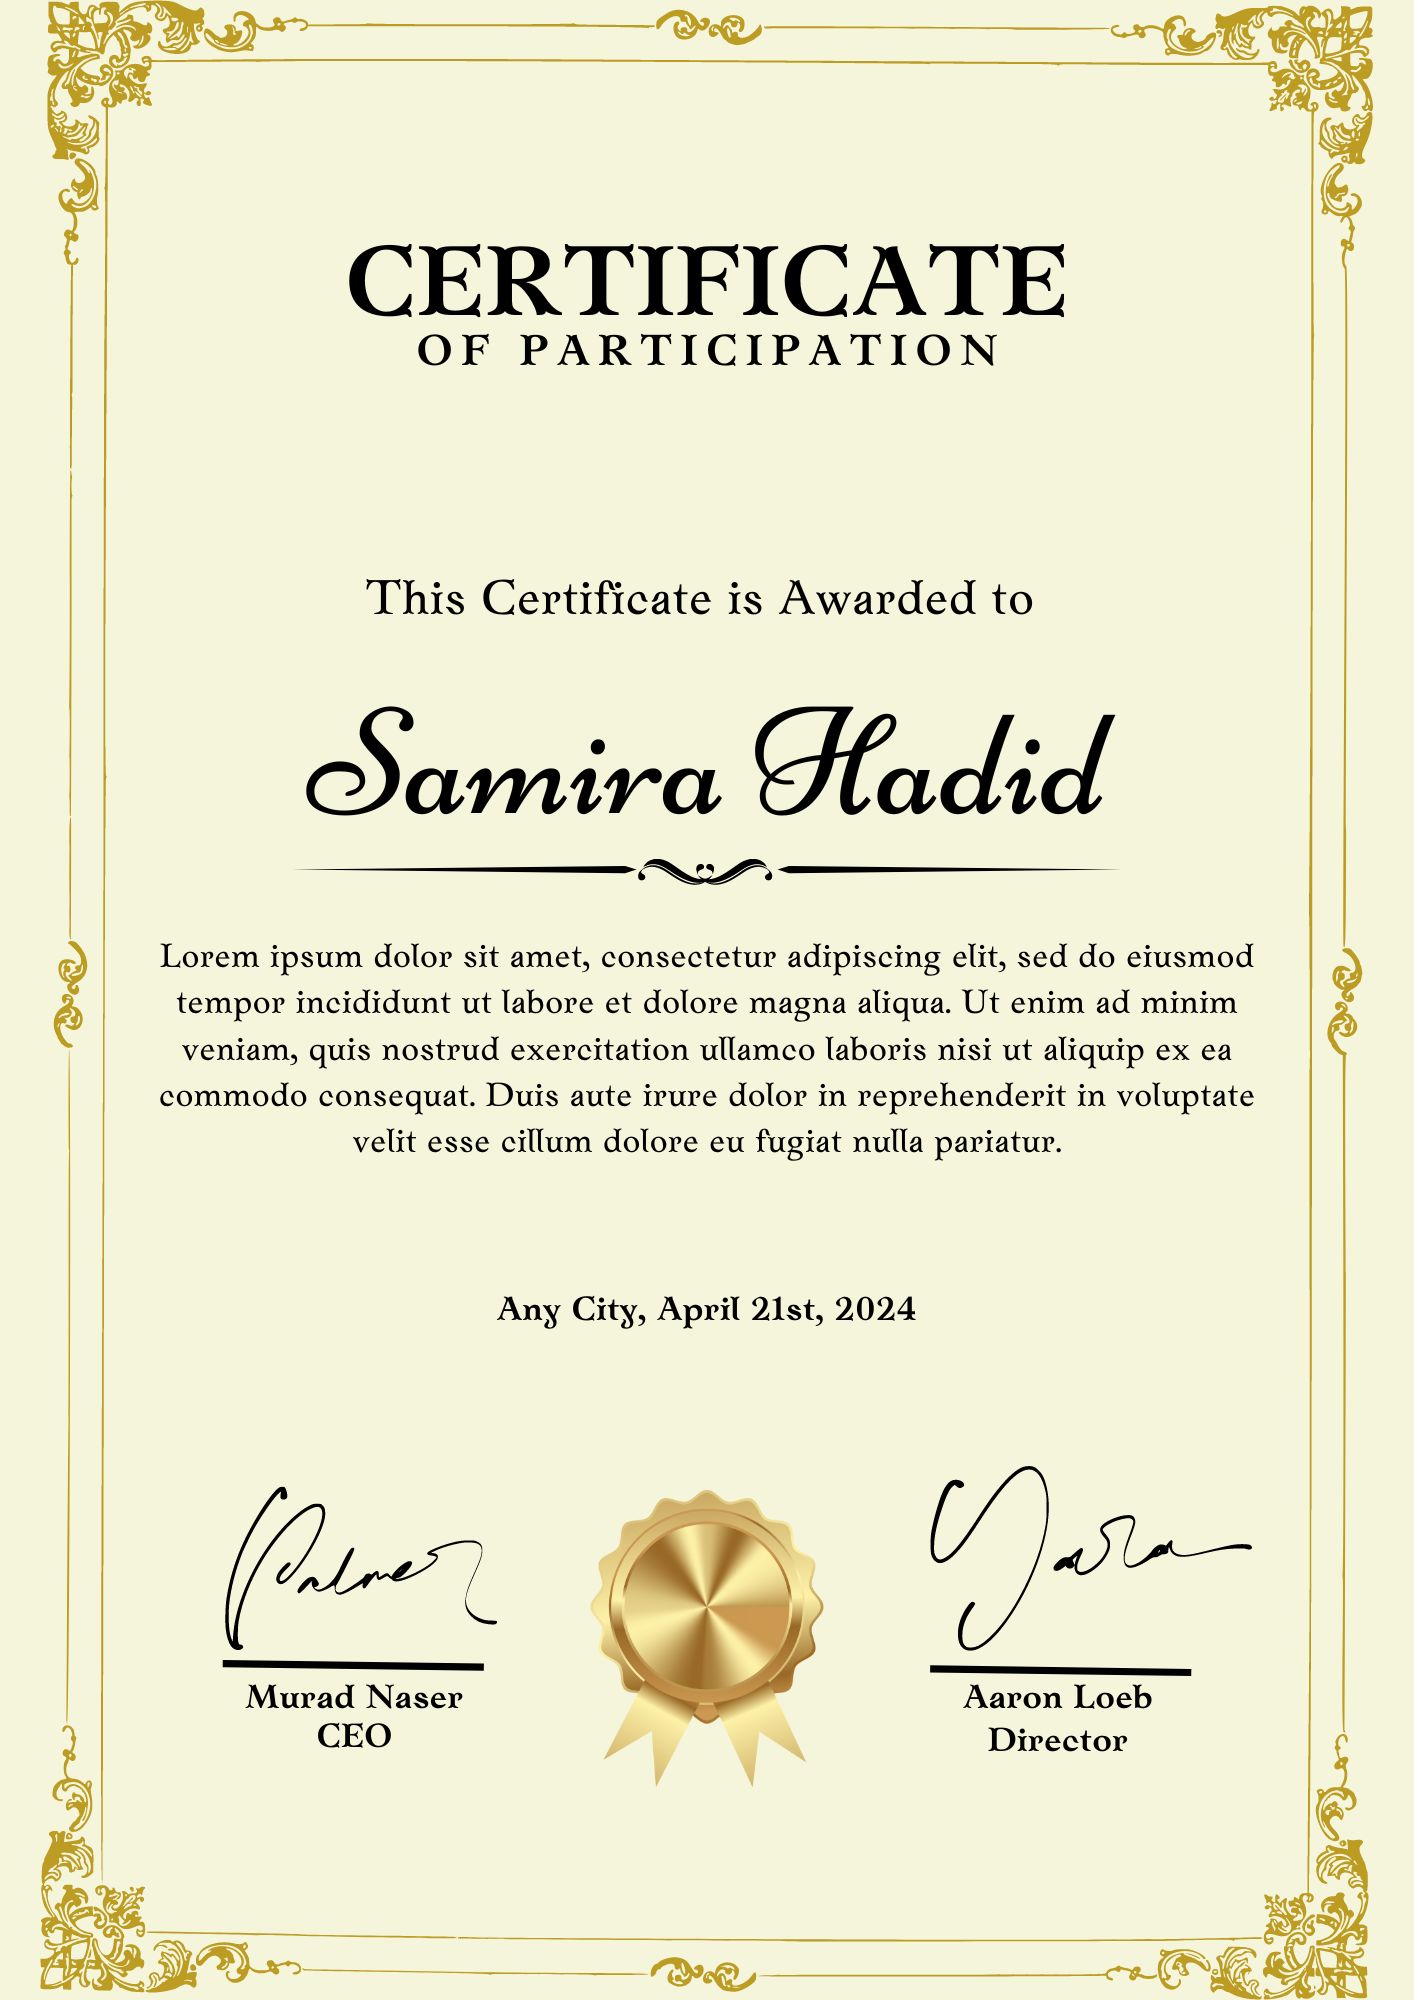 CERTIFICATE
OF PARTICIPATION
This Certificate is Awarded to
Samira Hadid
Lorem ipsum dolor sit amet, consectetur adipiscing elit, sed do eiusmod
tempor incididunt ut labore et dolore magna aliqua. Ut enim ad minim
veniam, quis nostrud exercitation ullamco laboris nisi ut aliquip ex ea
commodo consequat. Duis aute irure dolor in reprehenderit in voluptate
velit esse cillum dolore eu fugiat nulla pariatur.
Any City, April 21st, 2024
Murad Naser
CEO
Aaron Loeb
Director